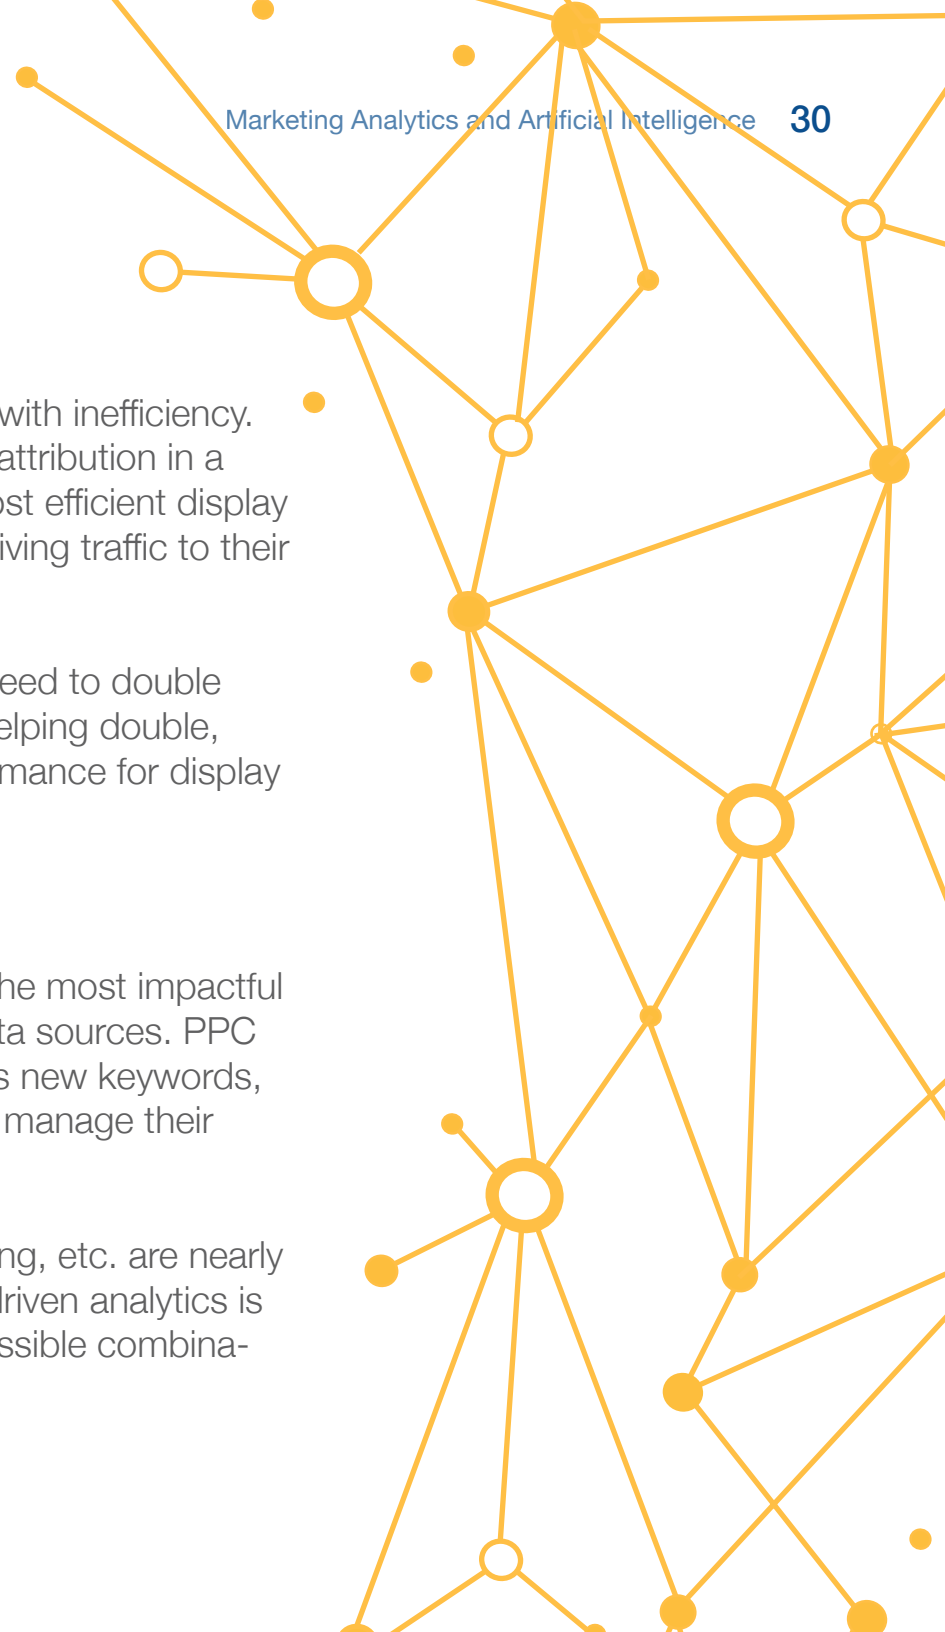 Marketing Analytics and Artificial Intelligence 30
with inefficiency.
attribution in a
ost efficient display
iving traffic to their
eed to double
elping double,
mance for display
he most impactful
ta sources. PPC
s new keywords,
manage their
ng, etc. are nearly
driven analytics is
ssible combina-